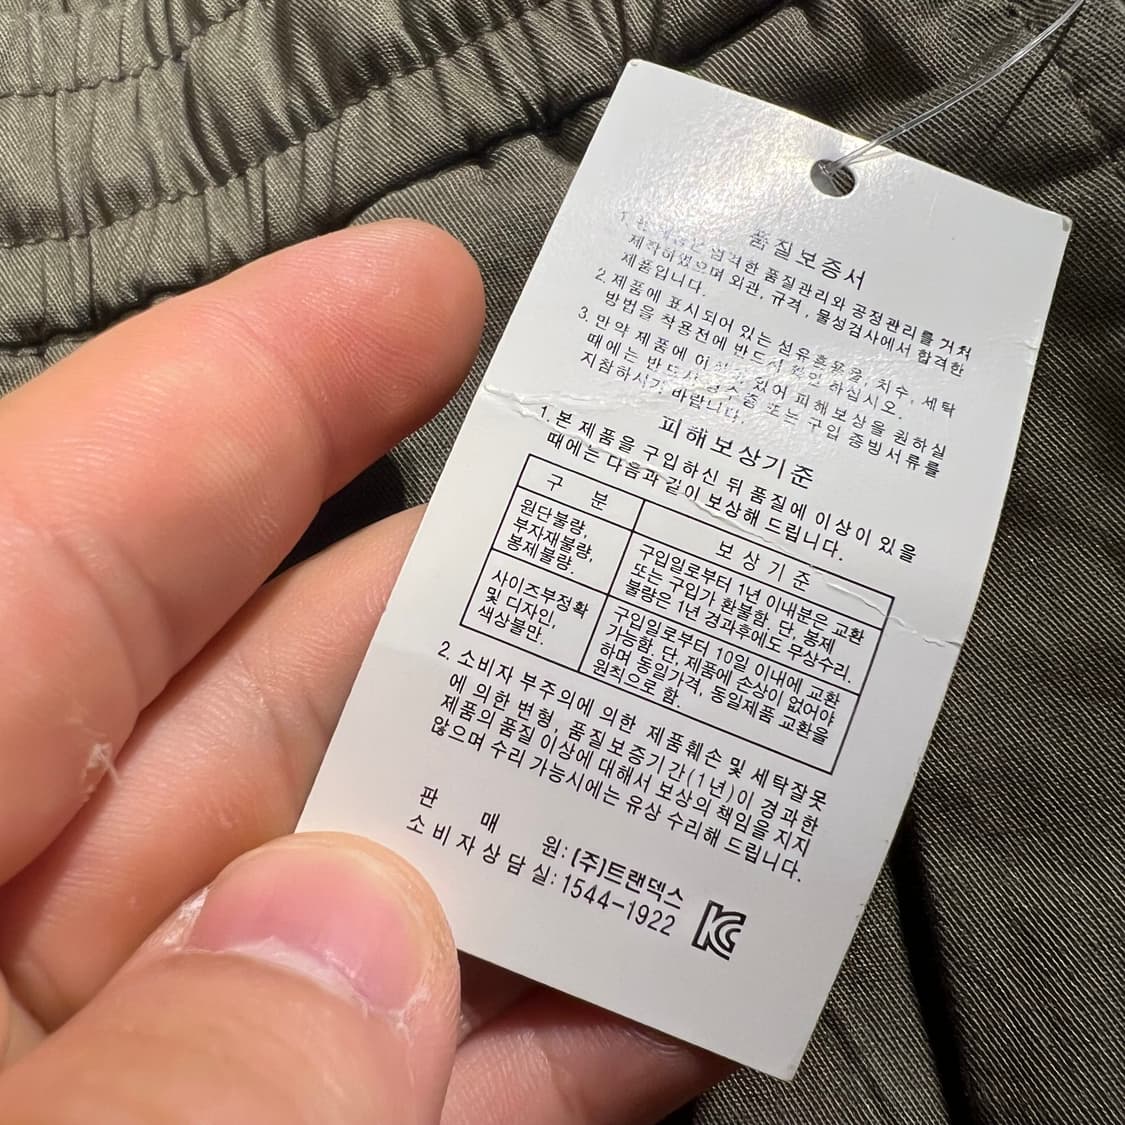 품질보증서
1. 본 제품은 엄격한 품질관리와 공정관리를 거쳐
제작하였으며 외관, 규격, 물성검사에서 합격한
제품입니다.
2. 제품에 표시되어 있는 섬유혼용율, 치수, 세탁
방법을 착용전에 반드시 확인 하십시오.
3. 만약 제품에 이상이 있어 피해보상을 원하실
때에는 반드시 보증 또는 구입 증빙서류를
지참하시기 바랍니다.
피해보상기준
1. 본 제품을 구입하신 뒤 품질에 이상이 있을
때에는 다음과 같이 보상해 드립니다.
구 분
보상기준
원단불량,
부자재불량,
봉제불량.
구입일로부터 1년 이내분은 교환
또는 구입가 환불함. 단, 봉제
불량은 1년 경과후에도 무상수리.
사이즈부정확
및 디자인,
색상불만.
구입일로부터 10일 이내에 교환
가능함. 단, 제품에 손상이 없어야
하며 동일가격, 동일제품 교환을
원칙으로 함.
2. 소비자 부주의에 의한 제품훼손 및 세탁잘못
에 의한 변형, 품질보증기간(1년)이 경과한
제품의 품질 이상에 대해서 보상의 책임을 지지
않으며 수리 가능시에는 유상 수리해 드립니다.
판 매 원: (주)트랜덱스
소비자상담실: 1544-1922
KC